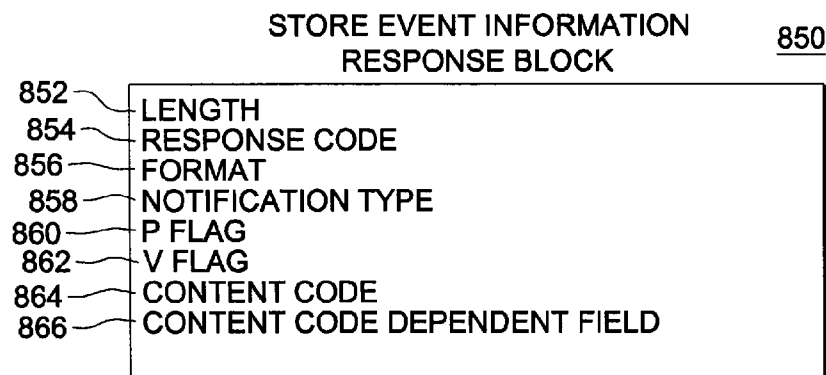 STORE EVENT INFORMATION
RESPONSE BLOCK
850
852 LENGTH
854 RESPONSE CODE
856 FORMAT
858 NOTIFICATION TYPE
860 P FLAG
862 V FLAG
864 CONTENT CODE
866 CONTENT CODE DEPENDENT FIELD